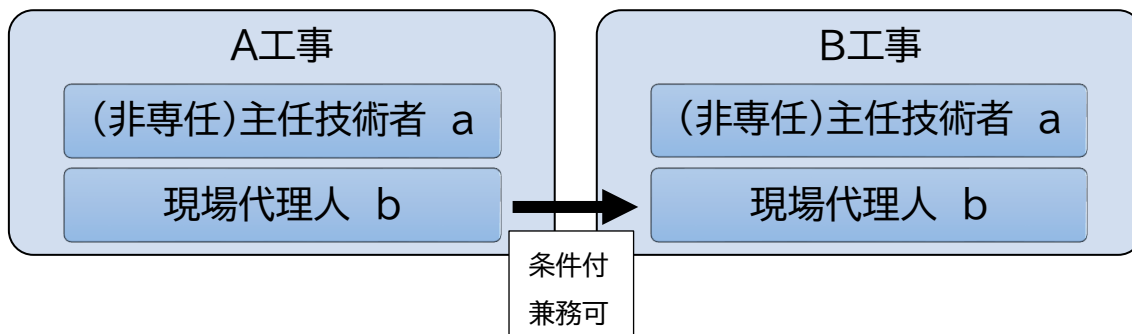 A工事
(非専任)主任技術者 a
現場代理人 b
B工事
(非専任)主任技術者 a
現場代理人 b
条件付
兼務可